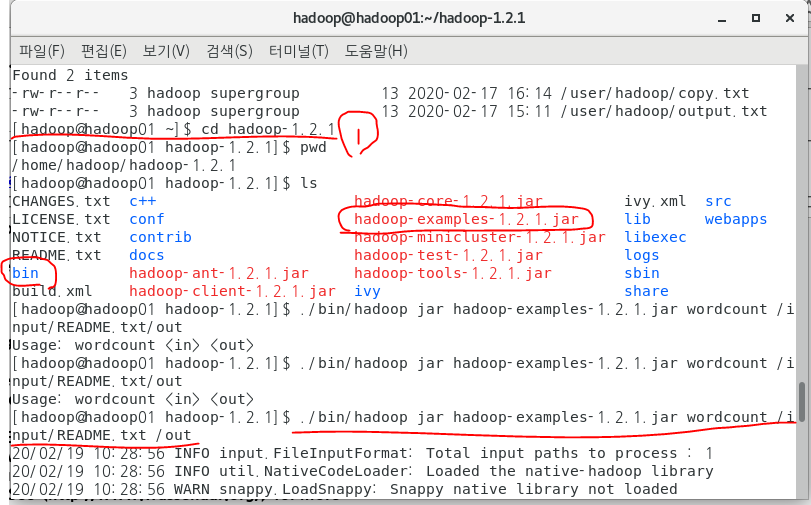 hadoop@hadoop01:~/hadoop-1.2.1
파일(F) 편집(E) 보기(V) 검색(S) 터미널(T) 도움말(H)
Found 2 items
-rw-r--r-- 3 hadoop supergroup 13 2020-02-17 16:14 /user/hadoop/copy.txt
-rw-r--r-- 3 hadoop supergroup 13 2020-02-17 15:11 /user/hadoop/output.txt
[hadoop@hadoop01 ~]$ cd hadoop-1.2.1
1
[hadoop@hadoop01 hadoop-1.2.1]$ pwd
/home/hadoop/hadoop-1.2.1
[hadoop@hadoop01 hadoop-1.2.1]$ ls
CHANGES.txt c++ hadoop-core-1.2.1.jar ivy.xml src
LICENSE.txt conf hadoop-examples-1.2.1.jar lib webapps
NOTICE.txt contrib hadoop-minicluster-1.2.1.jar libexec
README.txt docs hadoop-test-1.2.1.jar logs
bin hadoop-ant-1.2.1.jar hadoop-tools-1.2.1.jar sbin
build.xml hadoop-client-1.2.1.jar ivy share
[hadoop@hadoop01 hadoop-1.2.1]$ ./bin/hadoop jar hadoop-examples-1.2.1.jar wordcount /i
nput/README.txt/out
Usage: wordcount <in> <out>
[hadoop@hadoop01 hadoop-1.2.1]$ ./bin/hadoop jar hadoop-examples-1.2.1.jar wordcount /i
nput/README.txt/out
Usage: wordcount <in> <out>
[hadoop@hadoop01 hadoop-1.2.1]$ ./bin/hadoop jar hadoop-examples-1.2.1.jar wordcount /i
nput/README.txt /out
20/02/19 10:28:56 INFO input.FileInputFormat: Total input paths to process : 1
20/02/19 10:28:56 INFO util.NativeCodeLoader: Loaded the native-hadoop library
20/02/19 10:28:56 WARN snappy.LoadSnappy: Snappy native library not loaded